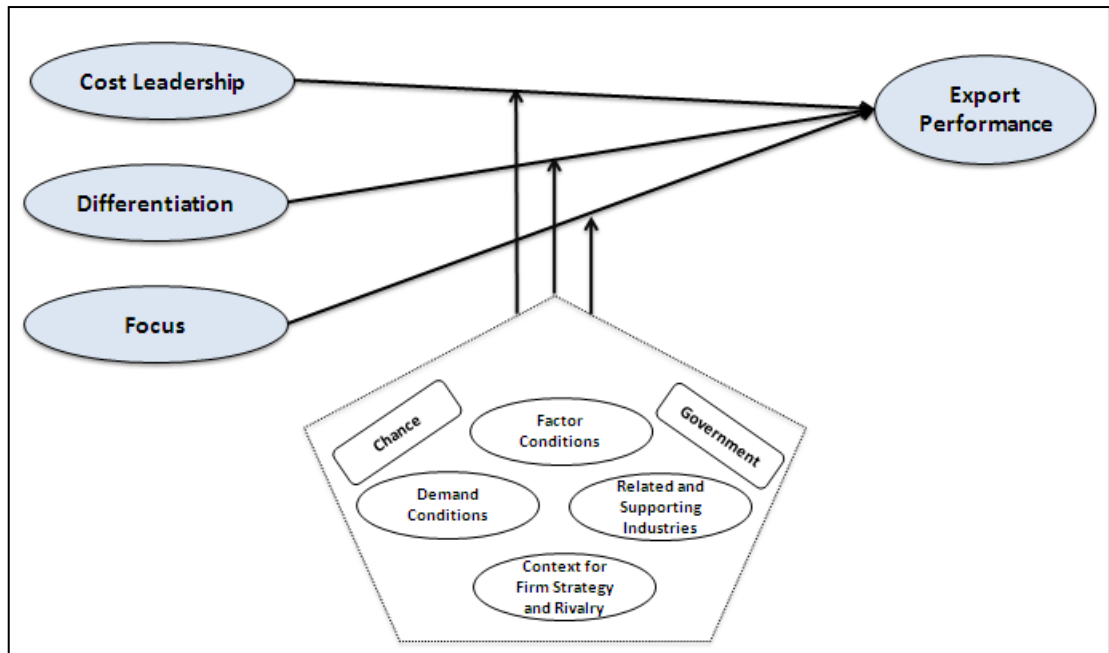 Cost Leadership
Export
Performance
Differentiation
Focus
Chance
Factor
Conditions
Government
Demand
Conditions
Related and
Supporting
Industries
Context for
Firm Strategy
and Rivalry